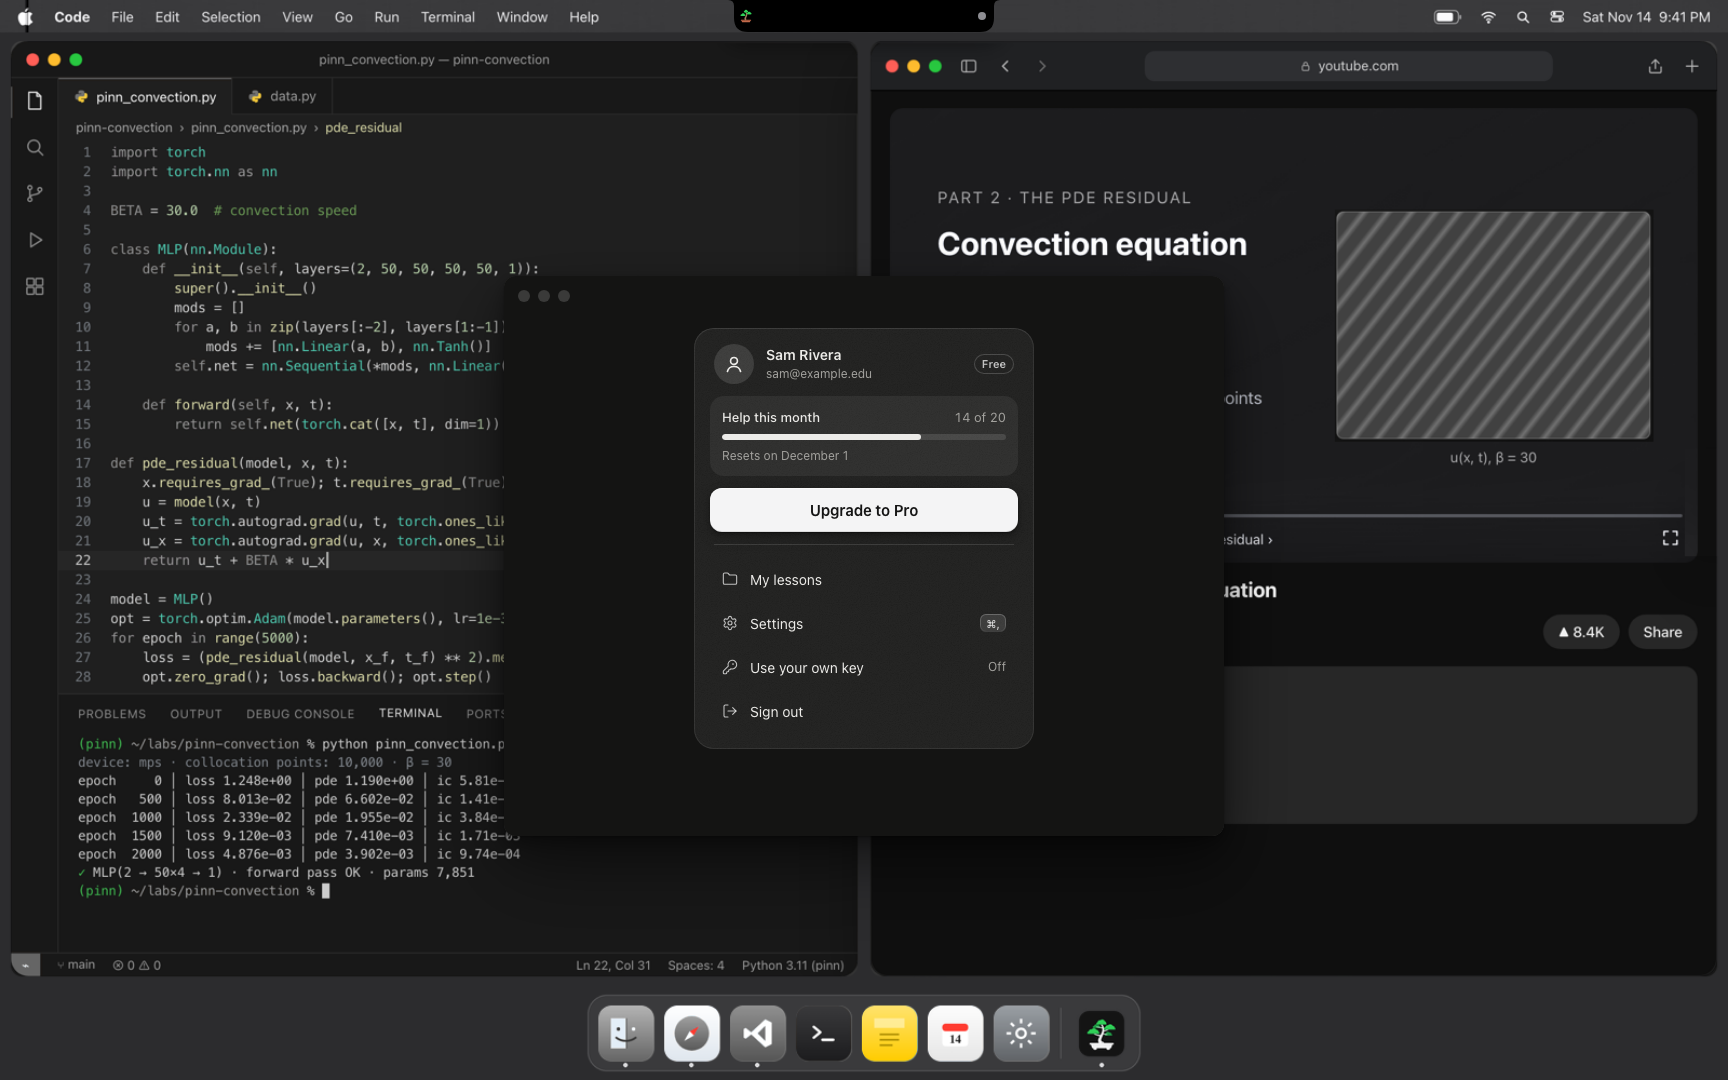 Code File Edit Selection View Go Run Terminal Window Help
Sat Nov 14 9:41 PM
pinn_convection.py — pinn-convection
pinn_convection.py
data.py
pinn-convection › pinn_convection.py › pde_residual
1 import torch
2 import torch.nn as nn
3
4 BETA = 30.0 # convection speed
5
6 class MLP(nn.Module):
7 def __init__(self, layers=(2, 50, 50, 50, 50, 1)):
8 super().__init__()
9 mods = []
10 for a, b in zip(layers[:-2], layers[1:-1])
11 mods += [nn.Linear(a, b), nn.Tanh()]
12 self.net = nn.Sequential(*mods, nn.Linear(
13
14 def forward(self, x, t):
15 return self.net(torch.cat([x, t], dim=1))
16
17 def pde_residual(model, x, t):
18 x.requires_grad_(True); t.requires_grad_(True)
19 u = model(x, t)
20 u_t = torch.autograd.grad(u, t, torch.ones_lik
21 u_x = torch.autograd.grad(u, x, torch.ones_lik
22 return u_t + BETA * u_x
23
24 model = MLP()
25 opt = torch.optim.Adam(model.parameters(), lr=1e-3
26 for epoch in range(5000):
27 loss = (pde_residual(model, x_f, t_f) ** 2).me
28 opt.zero_grad(); loss.backward(); opt.step()
PROBLEMS OUTPUT DEBUG CONSOLE TERMINAL PORTS
(pinn) ~/labs/pinn-convection % python pinn_convection.p
device: mps · collocation points: 10,000 · β = 30
epoch 0 │ loss 1.248e+00 │ pde 1.190e+00 │ ic 5.81e-
epoch 500 │ loss 8.013e-02 │ pde 6.602e-02 │ ic 1.41e-
epoch 1000 │ loss 2.339e-02 │ pde 1.955e-02 │ ic 3.84e-
epoch 1500 │ loss 9.120e-03 │ pde 7.410e-03 │ ic 1.71e-03
epoch 2000 │ loss 4.876e-03 │ pde 3.902e-03 │ ic 9.74e-04
✓ MLP(2 → 50×4 → 1) · forward pass OK · params 7,851
(pinn) ~/labs/pinn-convection %
main
0 0
Ln 22, Col 31 Spaces: 4 Python 3.11 (pinn)
Sam Rivera
sam@example.edu
Free
Help this month 14 of 20
Resets on December 1
Upgrade to Pro
My lessons
Settings ⌘,
Use your own key Off
Sign out
youtube.com
PART 2 · THE PDE RESIDUAL
Convection equation
oints
u(x, t), β = 30
esidual ›
uation
8.4K
Share
14